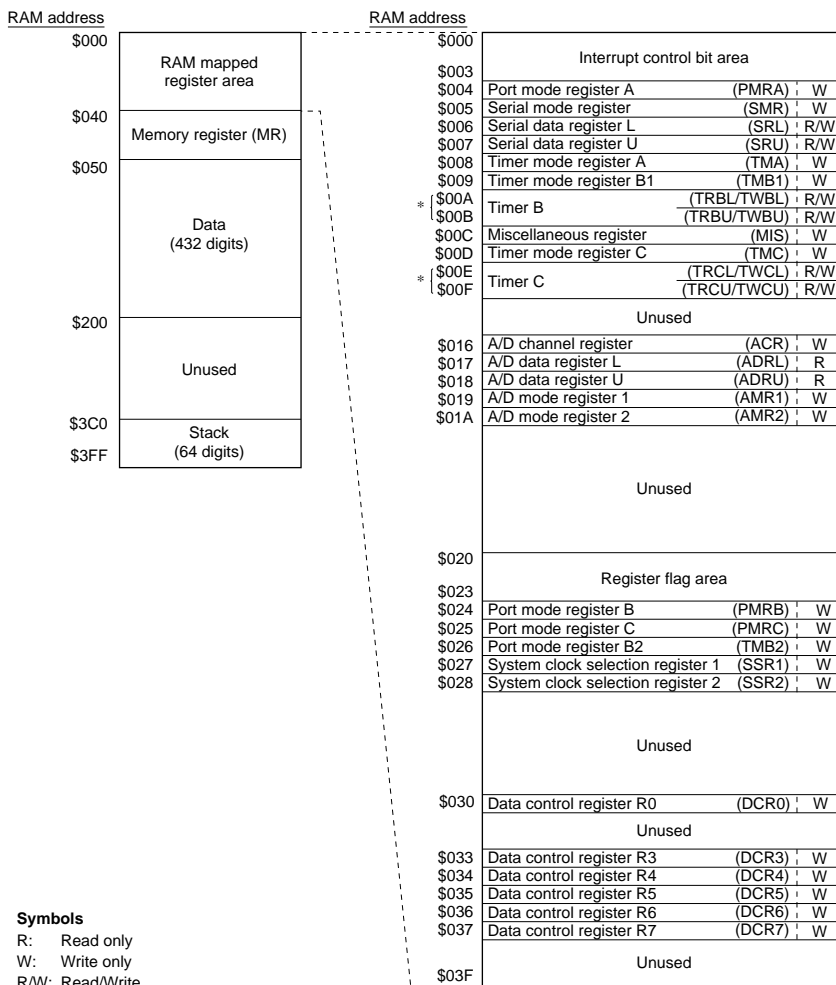 RAM address
$000
RAM mapped
register area
$040
Memory register (MR)
$050
Data
(432 digits)
$200
Unused
$3C0
Stack
(64 digits)
$3FF
RAM address
$000
Interrupt control bit area
$003
$004 Port mode register A (PMRA) W
$005 Serial mode register (SMR) W
$006 Serial data register L (SRL) R/W
$007 Serial data register U (SRU) R/W
$008 Timer mode register A (TMA) W
$009 Timer mode register B1 (TMB1) W
* $00A Timer B (TRBL/TWBL) R/W
$00B (TRBU/TWBU) R/W
$00C Miscellaneous register (MIS) W
$00D Timer mode register C (TMC) W
* $00E Timer C (TRCL/TWCL) R/W
$00F (TRCU/TWCU) R/W
Unused
$016 A/D channel register (ACR) W
$017 A/D data register L (ADRL) R
$018 A/D data register U (ADRU) R
$019 A/D mode register 1 (AMR1) W
$01A A/D mode register 2 (AMR2) W
Unused
$020
Register flag area
$023
$024 Port mode register B (PMRB) W
$025 Port mode register C (PMRC) W
$026 Port mode register B2 (TMB2) W
$027 System clock selection register 1 (SSR1) W
$028 System clock selection register 2 (SSR2) W
Unused
$030 Data control register R0 (DCR0) W
Unused
$033 Data control register R3 (DCR3) W
$034 Data control register R4 (DCR4) W
$035 Data control register R5 (DCR5) W
$036 Data control register R6 (DCR6) W
$037 Data control register R7 (DCR7) W
Unused
$03F
Symbols
R: Read only
W: Write only
R/W: Read/Write